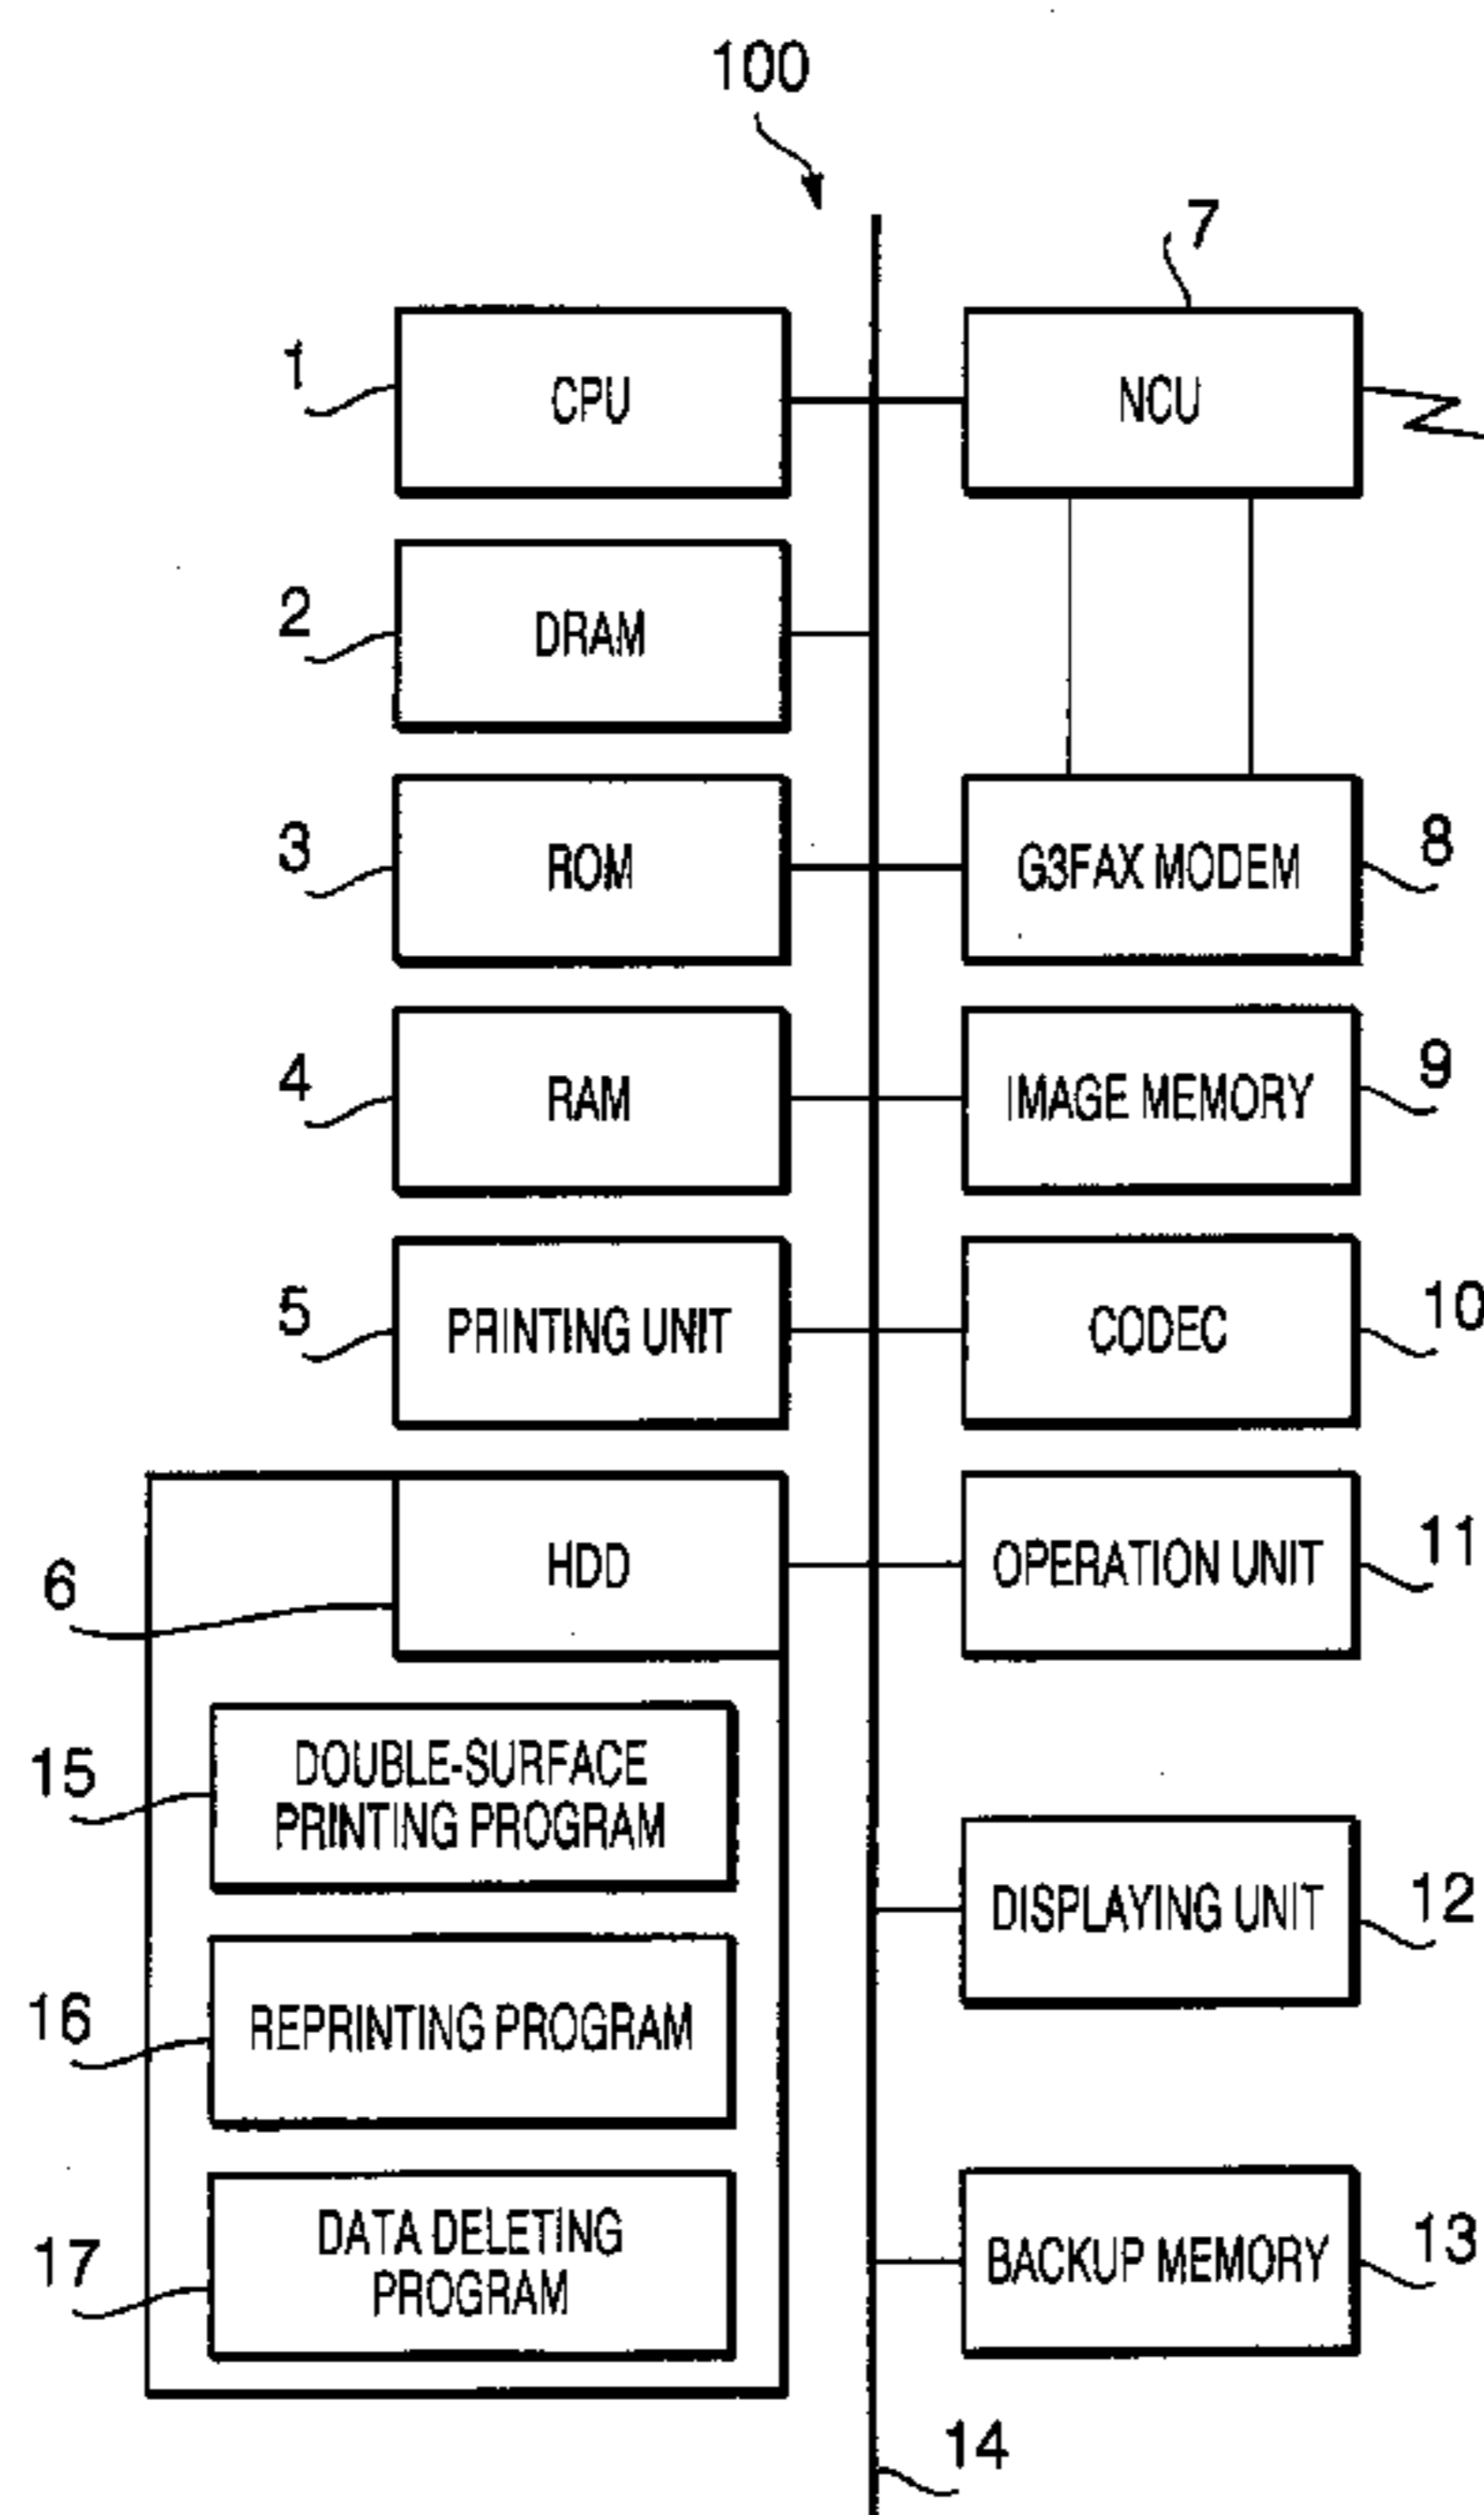 100
7
1
CPU
NCU
2
DRAM
3
ROM
G3FAX MODEM
8
4
RAM
IMAGE MEMORY
9
5
PRINTING UNIT
CODEC
10
6
HDD
OPERATION UNIT
11
15
DOUBLE-SURFACE
PRINTING PROGRAM
DISPLAYING UNIT
12
16
REPRINTING PROGRAM
17
DATA DELETING
PROGRAM
BACKUP MEMORY
13
14